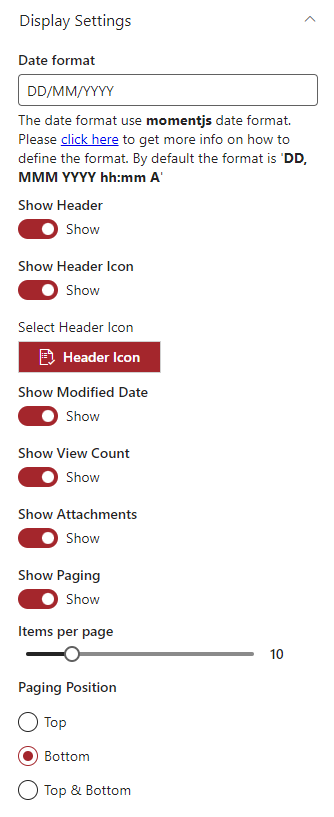 Display Settings
Date format
DD/MM/YYYY
The date format use momentjs date format.
Please click here to get more info on how to
define the format. By default the format is 'DD,
MMM YYYY hh:mm A'
Show Header
Show
Show Header Icon
Show
Select Header Icon
Header Icon
Show Modified Date
Show
Show View Count
Show
Show Attachments
Show
Show Paging
Show
Items per page
10
Paging Position
Top
Bottom
Top & Bottom